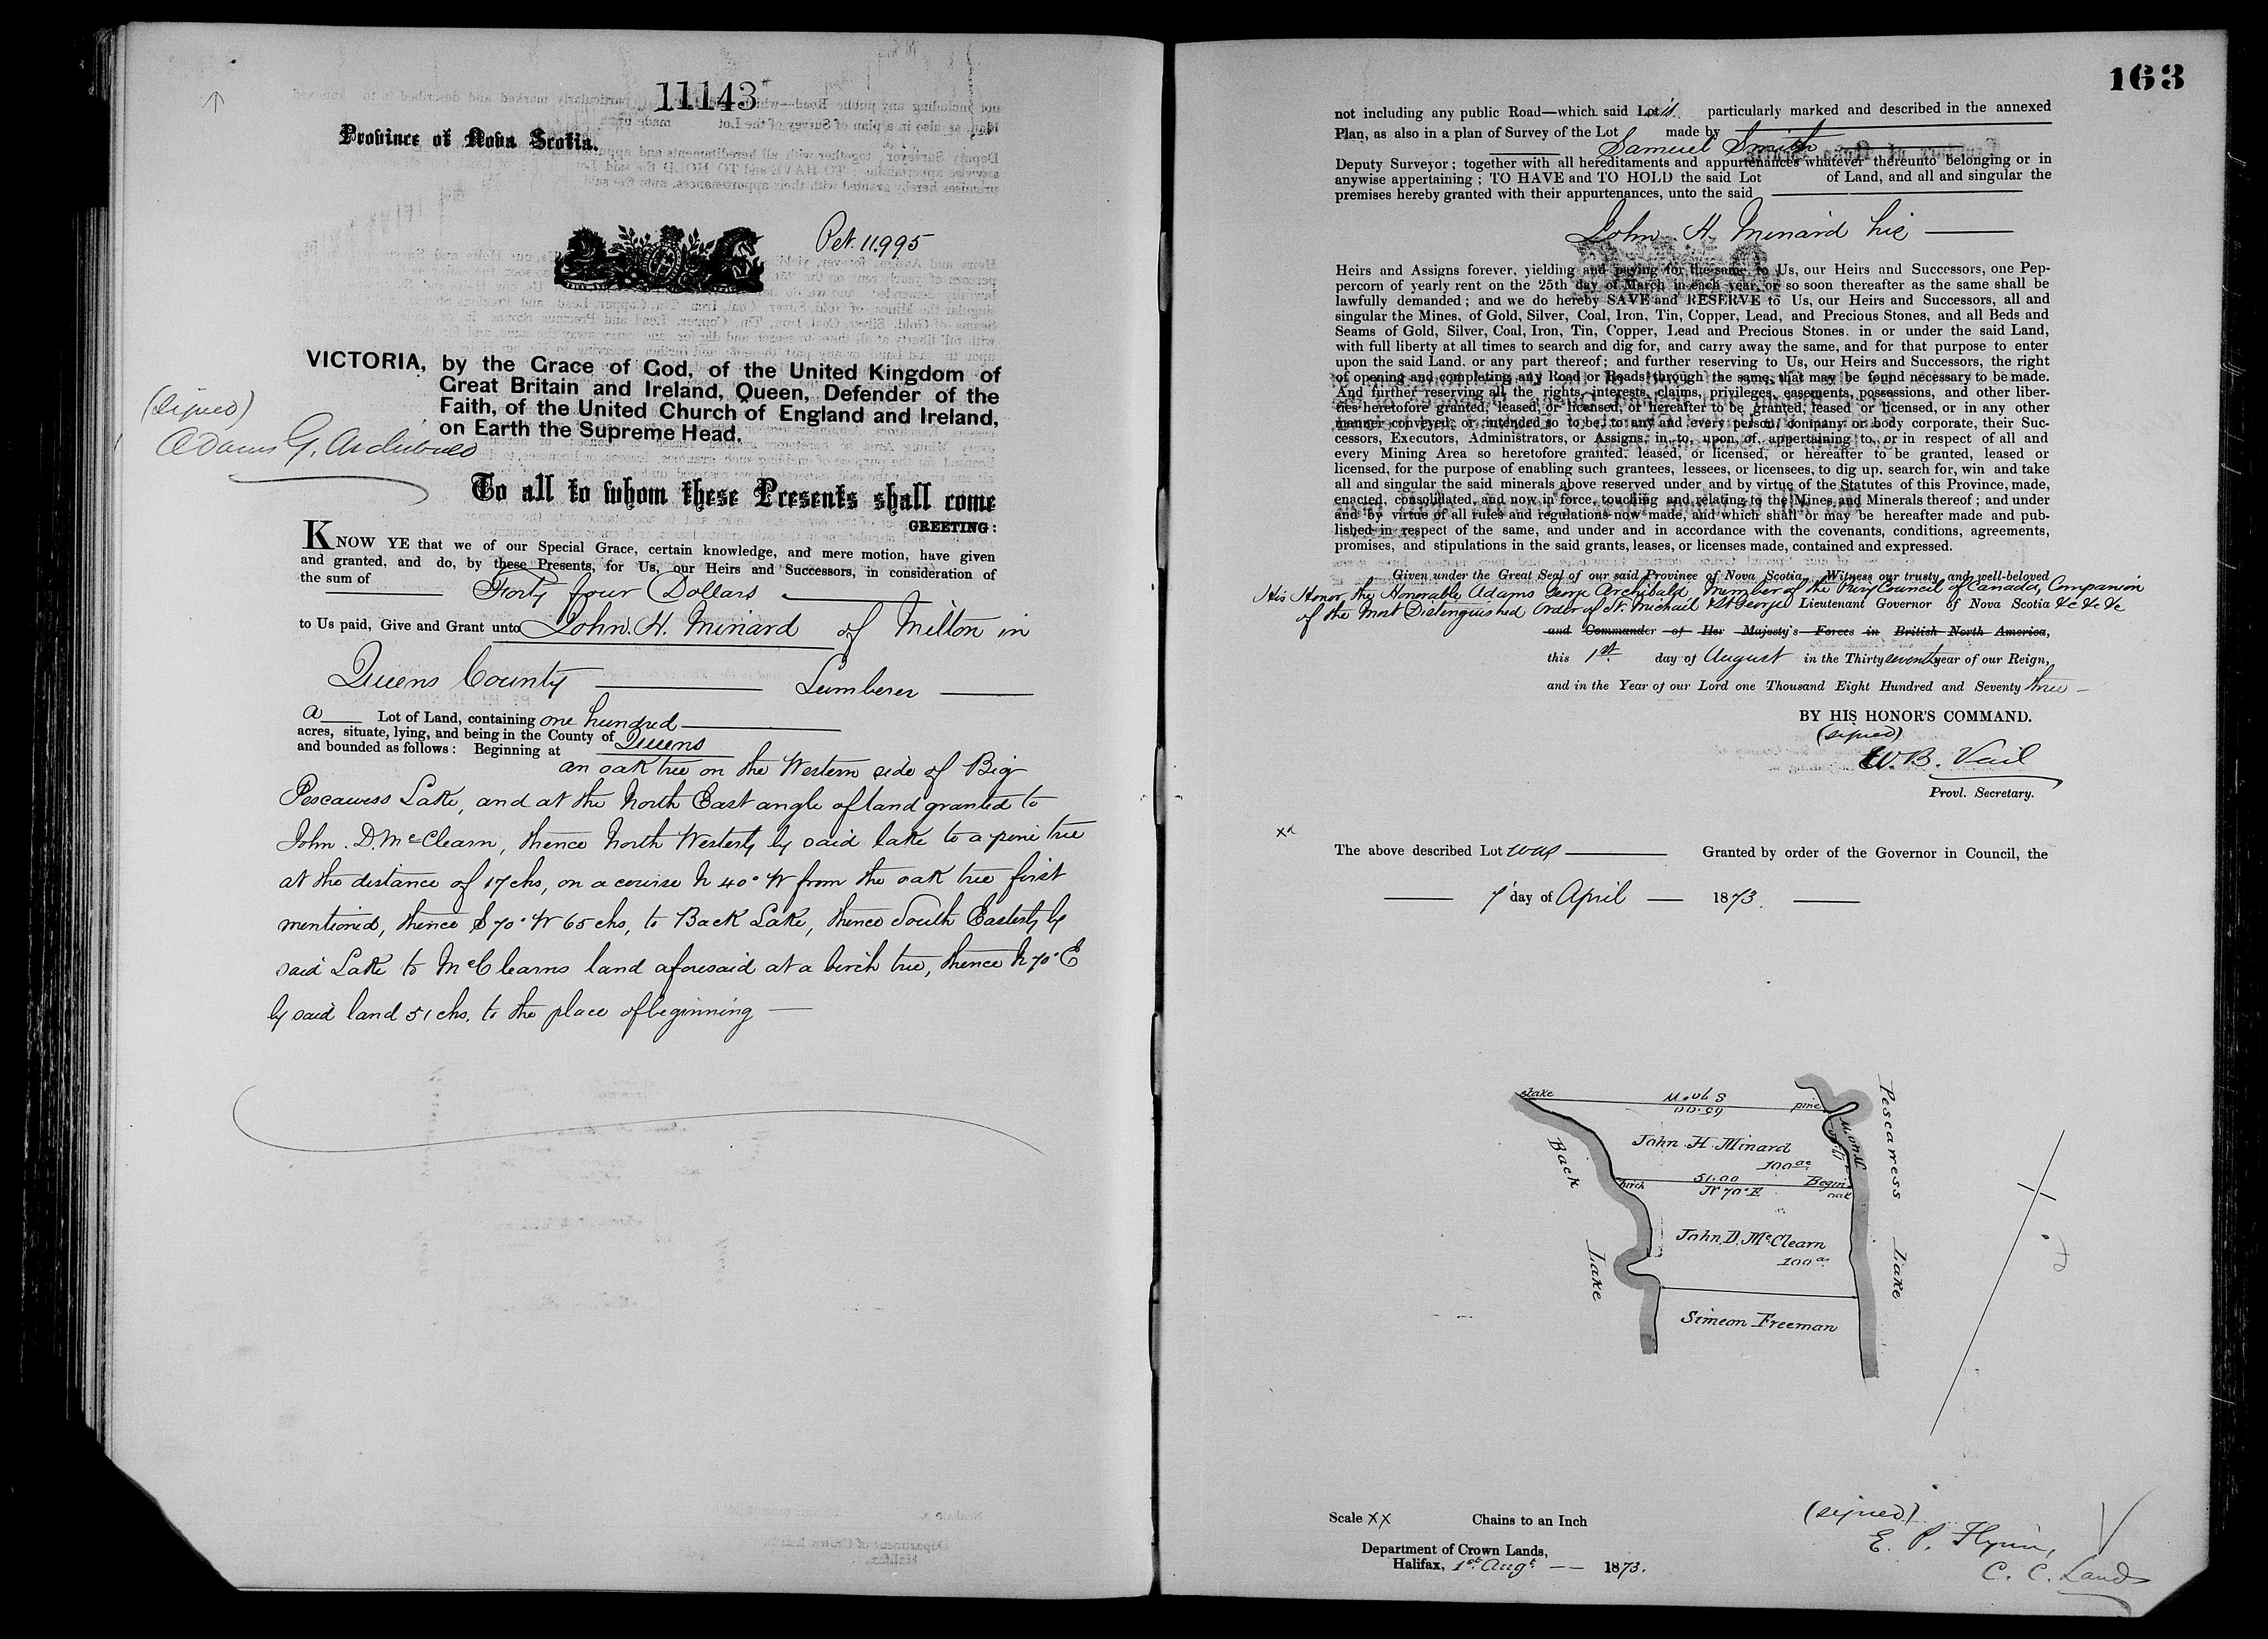 11143
Province of Nova Scotia.
Pet. 11.995
VICTORIA, by the Grace of God, of the United Kingdom of
Great Britain and Ireland, Queen, Defender of the
Faith, of the United Church of England and Ireland,
on Earth the Supreme Head.
(Signed)
Adams G. Archibald
To all to whom these Presents shall come
GREETING:
KNOW YE that we of our Special Grace, certain knowledge, and mere motion, have given
and granted, and do, by these Presents, for Us, our Heirs and Successors, in consideration of
the sum of Forty four Dollars
to Us paid, Give and Grant unto John. H. Minard of Milton in
Queens County Lumberer
a Lot of Land, containing one hundred
acres, situate, lying, and being in the County of Queens
and bounded as follows: Beginning at
an oak tree on the Western side of Big
Pescawess Lake, and at the North East angle of land granted to
John. D. McClearn, thence North Westerly by said lake to a pine tree
at the distance of 17 chs, on a course N 40° W from the oak tree first
mentioned, thence S 70° W 65 chs, to Back Lake, thence South Easterly by
said Lake to McClearns land aforesaid at a birch tree, thence N 70° E
by said land 51 chs. to the place of beginning
163
not including any public Road—which said Lot is particularly marked and described in the annexed
Plan, as also in a plan of Survey of the Lot made by
Samuel Smith
Deputy Surveyor; together with all hereditaments and appurtenances whatever thereunto belonging or in
anywise appertaining; TO HAVE and TO HOLD the said Lot of Land, and all and singular the
premises hereby granted with their appurtenances, unto the said
John. H. Minard his
Heirs and Assigns forever, yielding and paying for the same to Us, our Heirs and Successors, one Pep-
percorn of yearly rent on the 25th day of March in each year, or so soon thereafter as the same shall be
lawfully demanded; and we do hereby SAVE and RESERVE to Us, our Heirs and Successors, all and
singular the Mines, of Gold, Silver, Coal, Iron, Tin, Copper, Lead, and Precious Stones, and all Beds and
Seams of Gold, Silver, Coal, Iron, Tin, Copper, Lead and Precious Stones. in or under the said Land,
with full liberty at all times to search and dig for, and carry away the same, and for that purpose to enter
upon the said Land. or any part thereof; and further reserving to Us, our Heirs and Successors, the right
of opening and completing any Road or Roads through the same, that may be found necessary to be made.
And further reserving all the rights, interests, claims, privileges, easements, possessions, and other liber-
ties heretofore granted, leased, or licensed, or hereafter to be granted, leased or licensed, or in any other
manner conveyed, or intended so to be, to any and every person, company or body corporate, their Suc-
cessors, Executors, Administrators, or Assigns, in, to, upon, of, appertaining to, or in respect of all and
every Mining Area so heretofore granted, leased, or licensed, or hereafter to be granted, leased or
licensed, for the purpose of enabling such grantees, lessees, or licensees, to dig up. search for, win and take
all and singular the said minerals above reserved under and by virtue of the Statutes of this Province, made,
enacted, consolidated, and now in force, touching and relating to the Mines and Minerals thereof; and under
and by virtue of all rules and regulations now made, and which shall or may be hereafter made and pub-
lished in respect of the same, and under and in accordance with the covenants, conditions, agreements,
promises, and stipulations in the said grants, leases, or licenses made, contained and expressed.
Given under the Great Seal of our said Province of Nova Scotia. Witness our trusty and well-beloved
His Honor the Honorable Adams George Archibald Member of the Privy Council of Canada, Companion
of the Most Distinguished Order of St. Michael & St George Lieutenant Governor of Nova Scotia &c &c &c
and Commander of Her Majesty's Forces in British North America,
this 1st. day of August in the Thirty seventh year of our Reign,
and in the Year of our Lord one Thousand Eight Hundred and Seventy three
BY HIS HONOR'S COMMAND.
(signed)
W. B. Vail
Provl. Secretary.
The above described Lot was Granted by order of the Governor in Council, the
7 day of April 1873.
stake
S 70° W
65.00
pine
John. H. Minard
100 ac
N 40° W
17.00
birch
51.00
N 70° E
Begin
oak
John. D. McClearn
100 ac
Simeon Freeman
Back Lake
Pescawess Lake
Scale XX Chains to an Inch
Department of Crown Lands,
Halifax, 1st. Augt. 1873.
(signed)
E. P. Flynn,
C. C. Lands